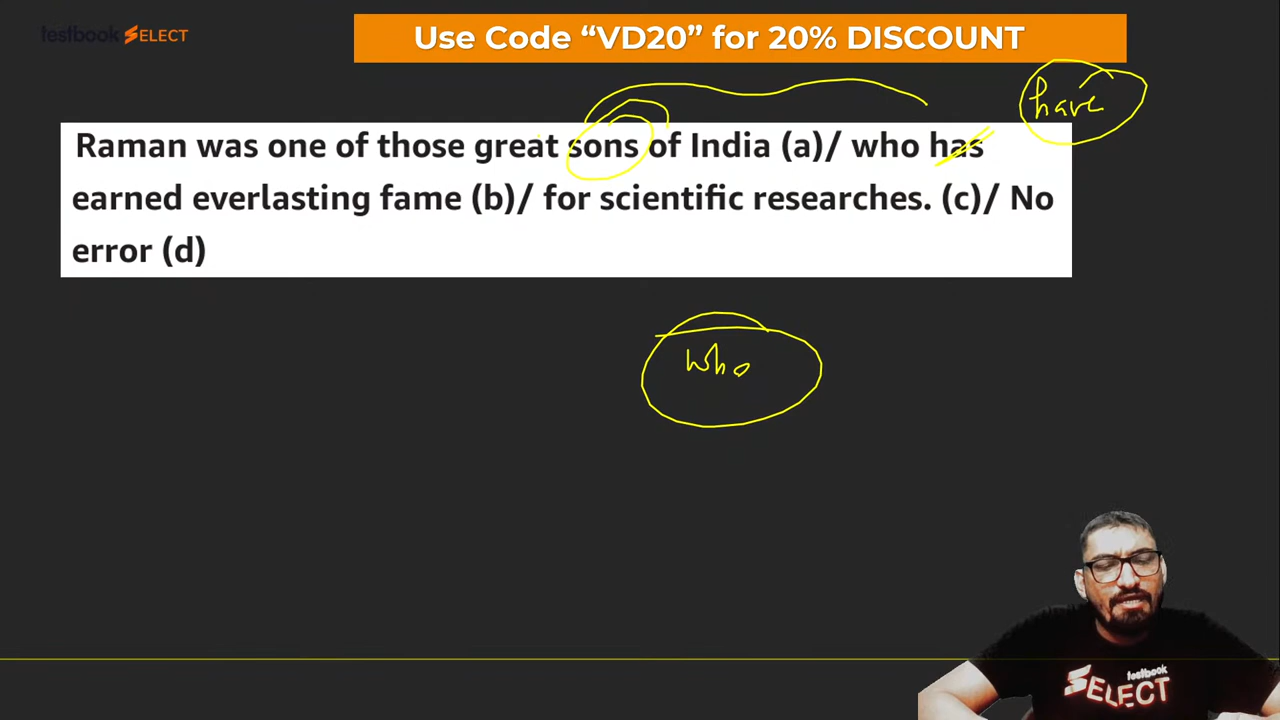 testbook SELECT
Use Code “VD20” for 20% DISCOUNT
have
Raman was one of those great sons of India (a)/ who has
earned everlasting fame (b)/ for scientific researches. (c)/ No
error (d)
who
testbook
SELECT